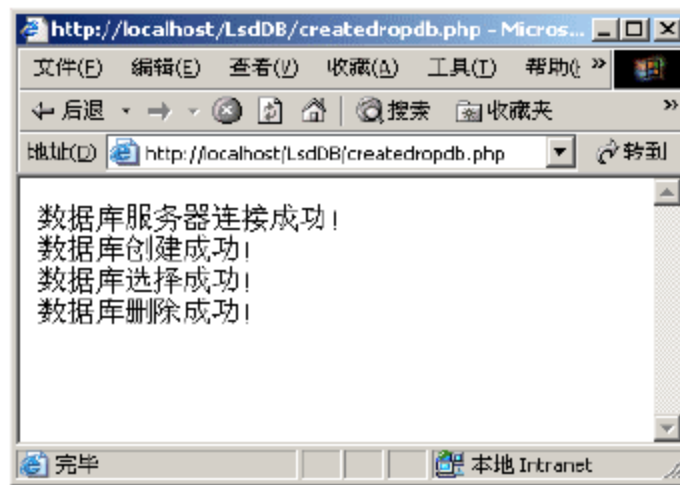 http://localhost/LsdDB/createdropdb.php - Micros...
文件(F) 编辑(E) 查看(V) 收藏(A) 工具(T) 帮助( »
后退 搜索 收藏夹 »
地址(D) http://localhost/LsdDB/createdropdb.php 转到
数据库服务器连接成功!
数据库创建成功!
数据库选择成功!
数据库删除成功!
完毕 本地 Intranet